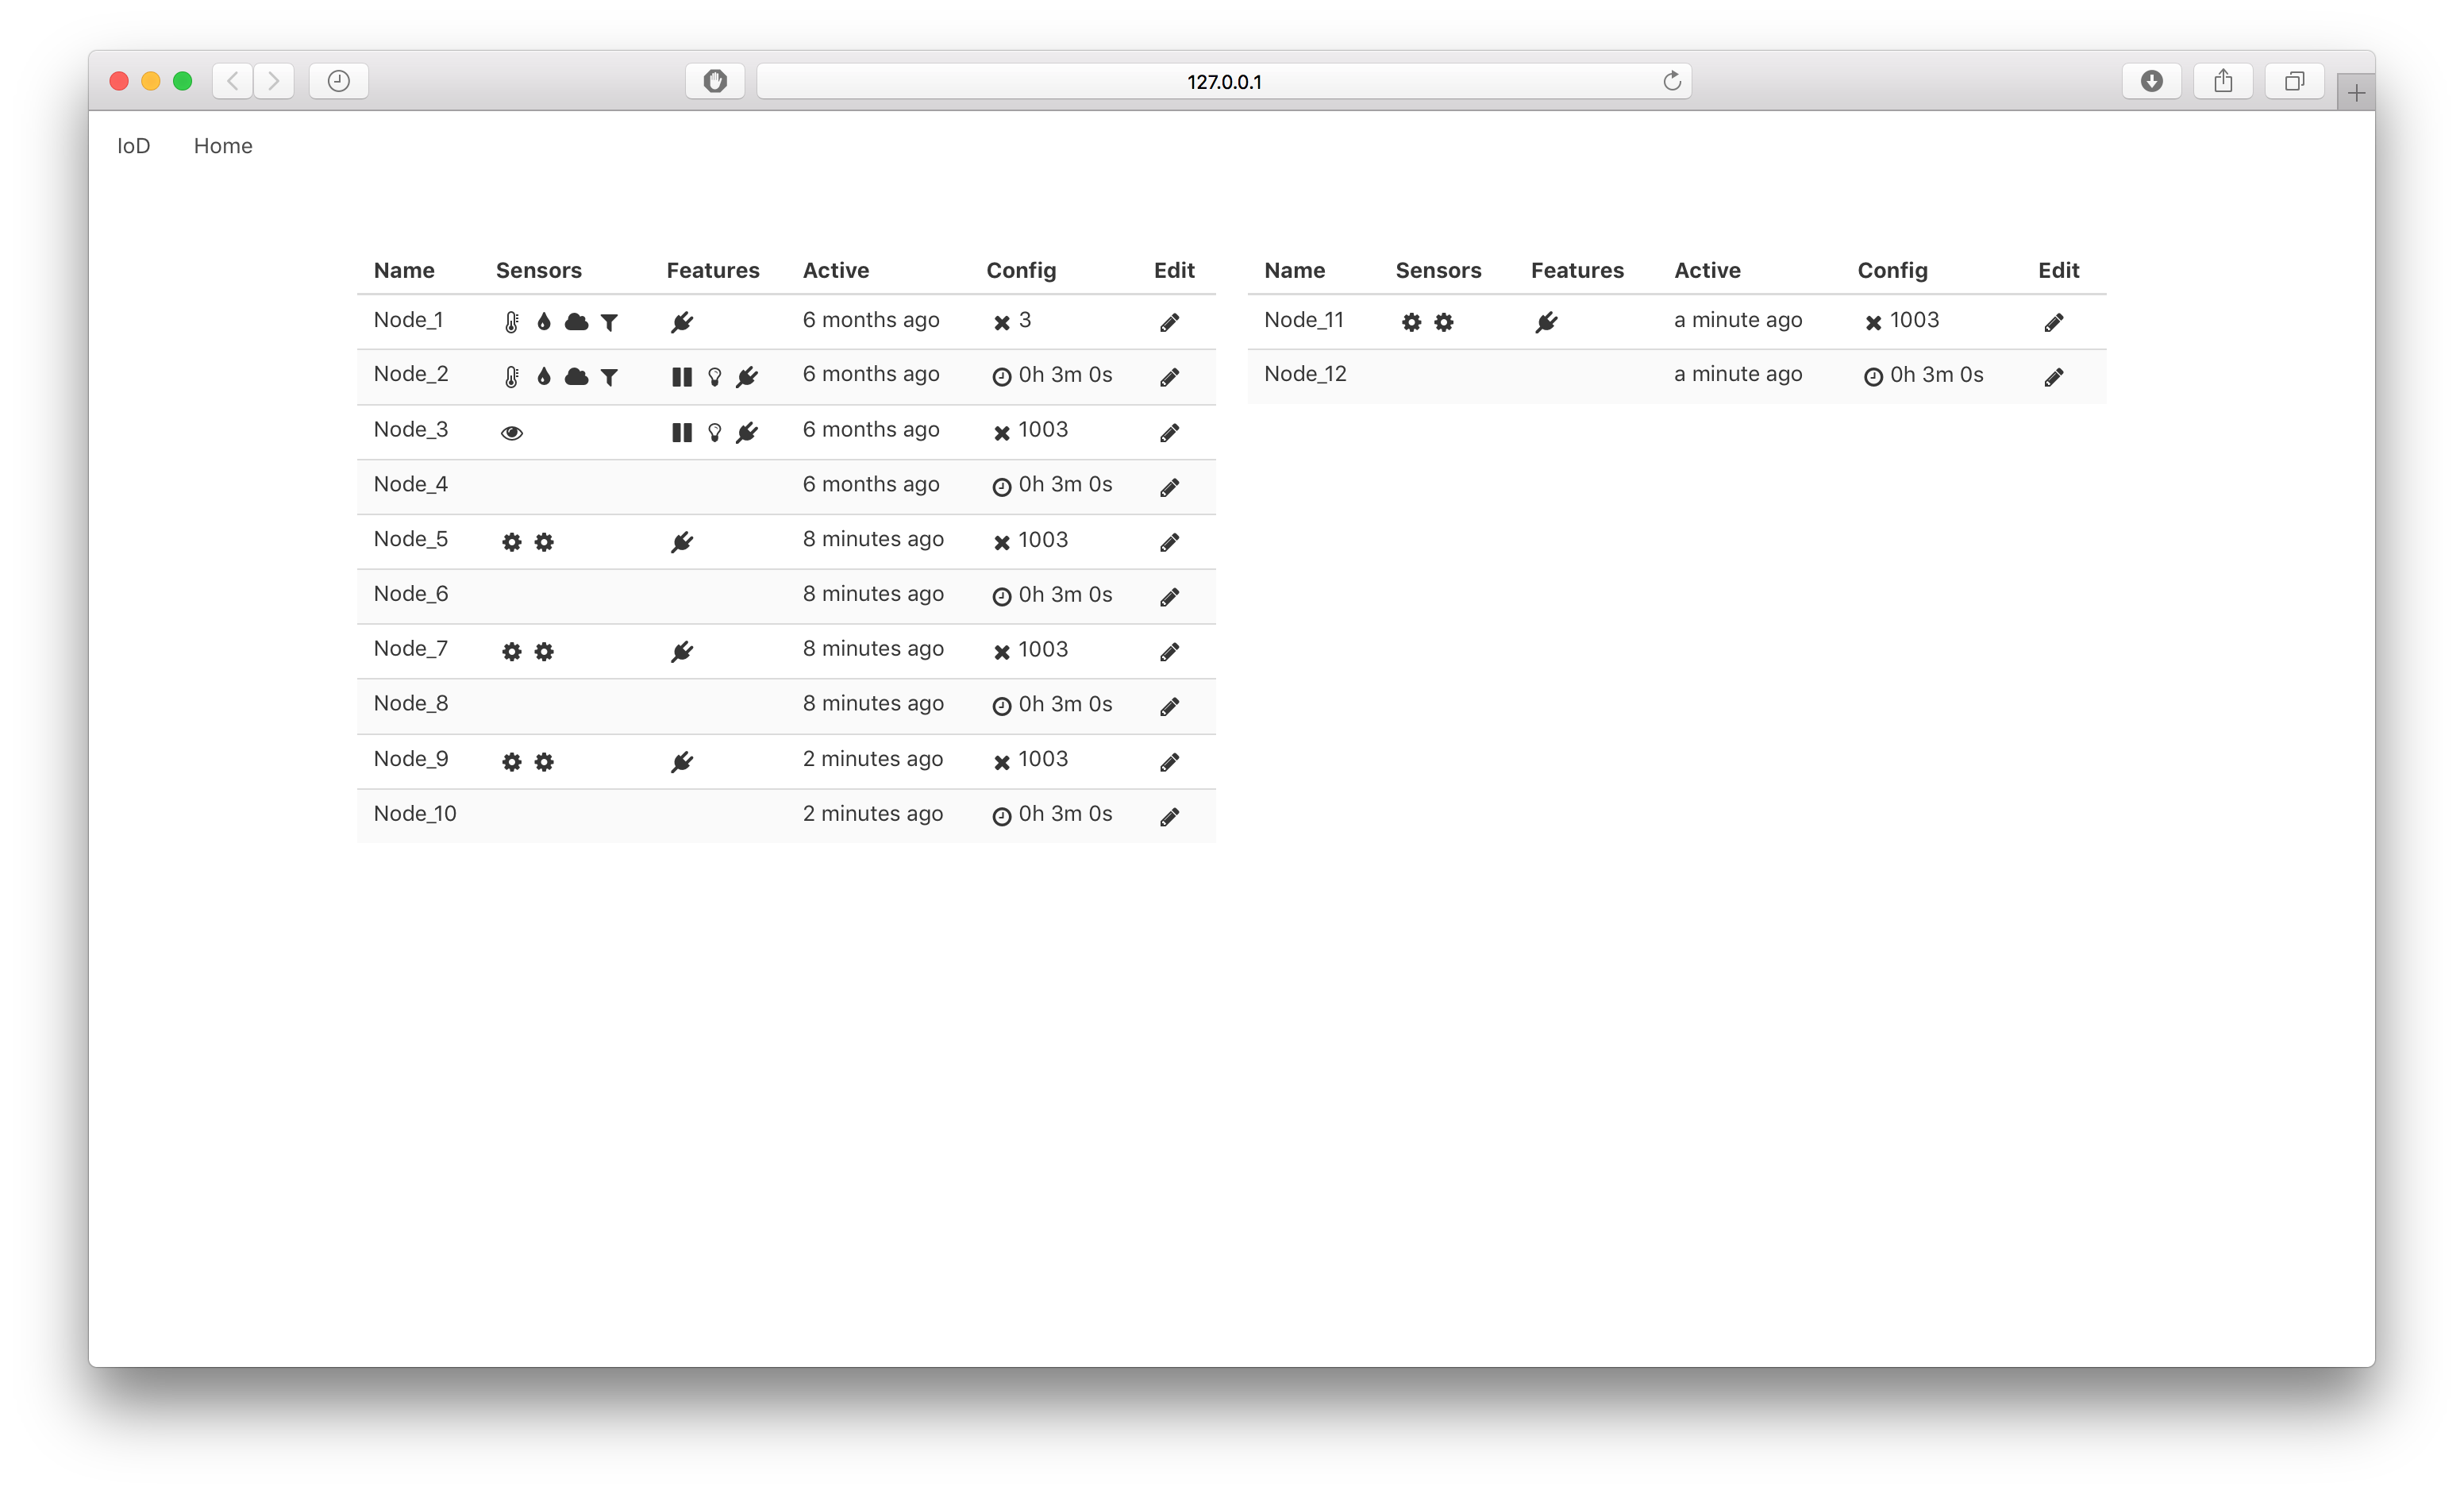 127.0.0.1
IoD Home
Name Sensors Features Active Config Edit
Node_1 6 months ago 3
Node_2 6 months ago 0h 3m 0s
Node_3 6 months ago 1003
Node_4 6 months ago 0h 3m 0s
Node_5 8 minutes ago 1003
Node_6 8 minutes ago 0h 3m 0s
Node_7 8 minutes ago 1003
Node_8 8 minutes ago 0h 3m 0s
Node_9 2 minutes ago 1003
Node_10 2 minutes ago 0h 3m 0s
Name Sensors Features Active Config Edit
Node_11 a minute ago 1003
Node_12 a minute ago 0h 3m 0s